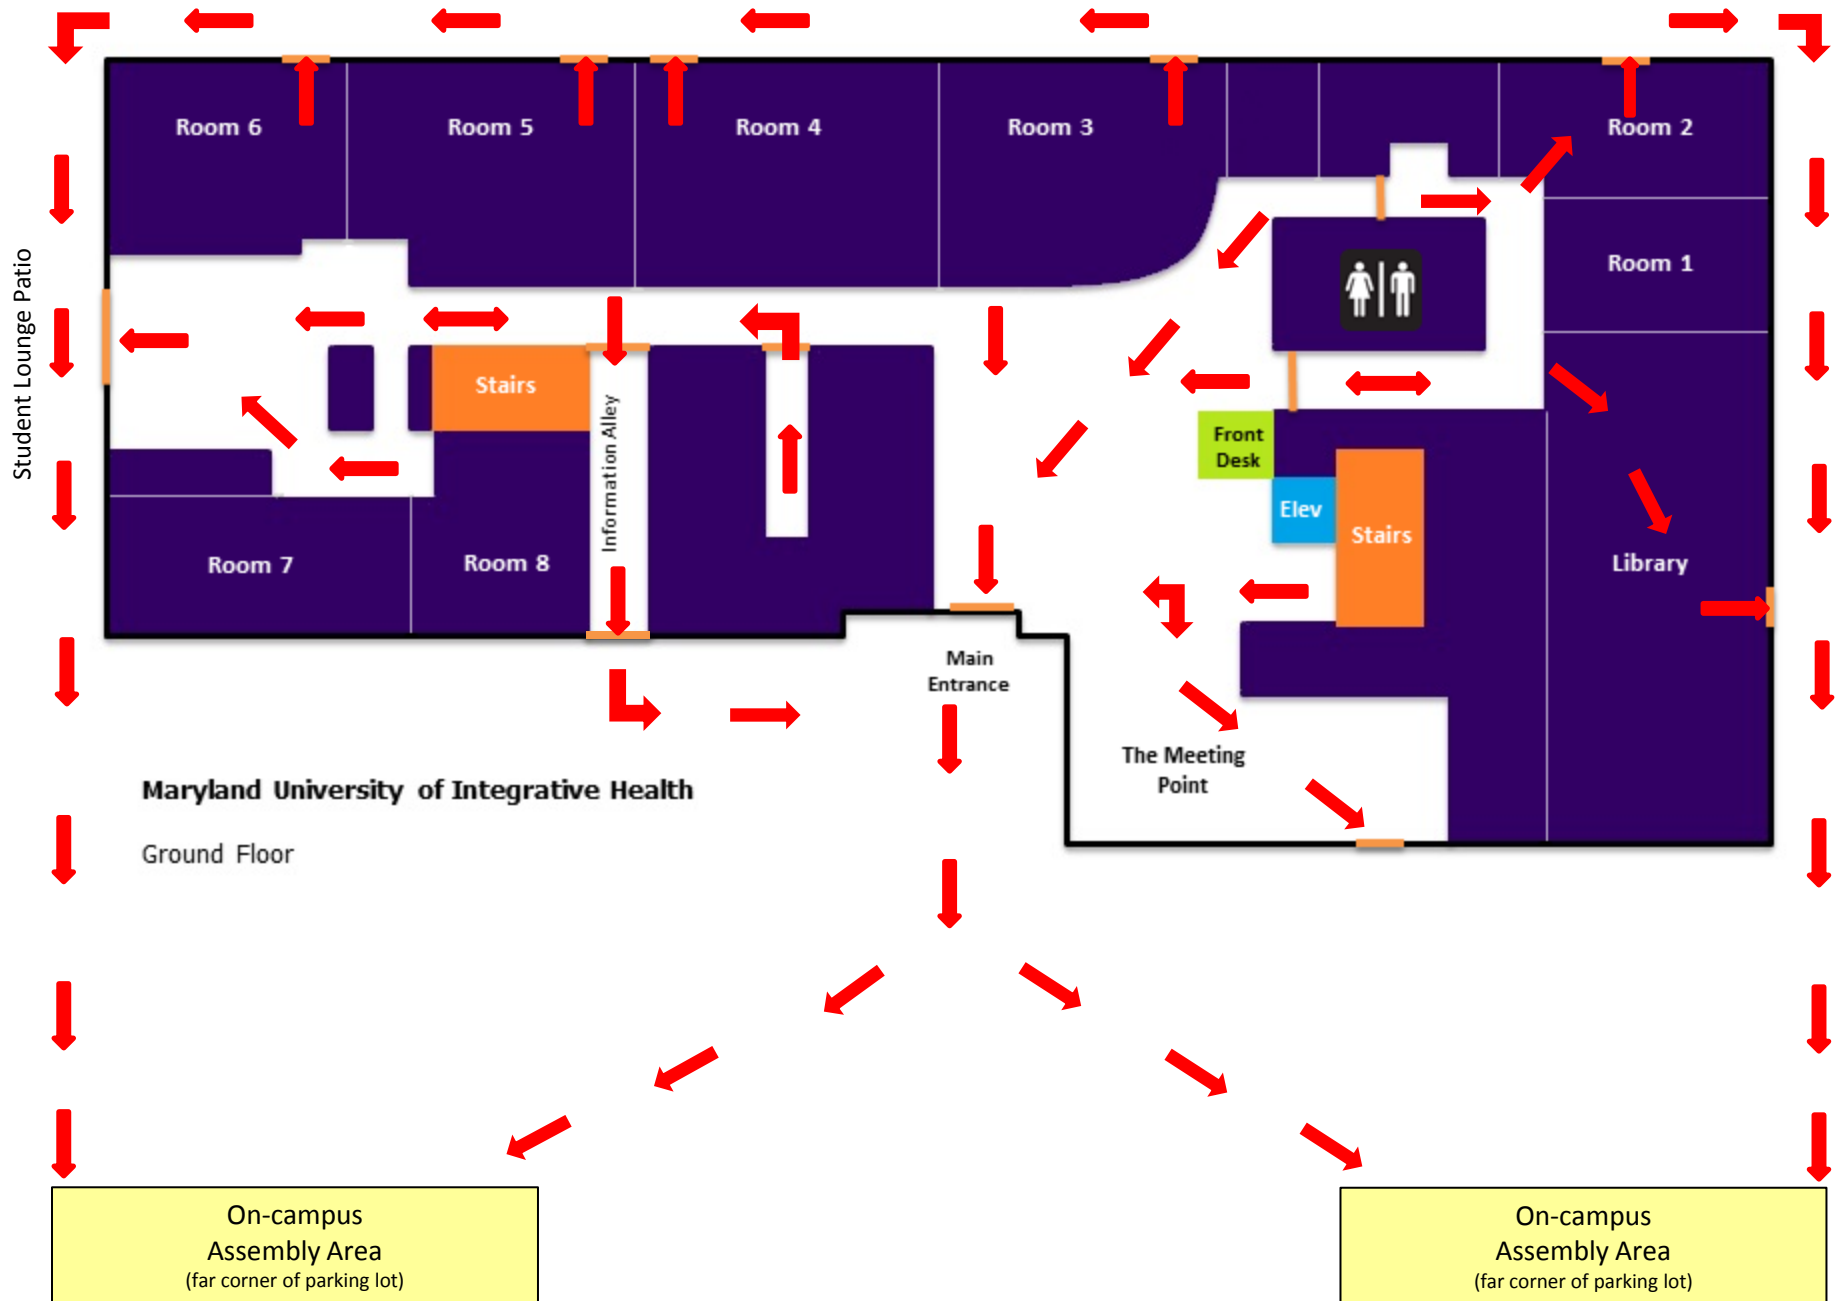 Room 6
Room 5
Room 4
Room 3
Room 2
Room 1
Student Lounge Patio
Stairs
Information Alley
Front
Desk
Elev
Stairs
Room 7
Room 8
Library
Main
Entrance
The Meeting
Point
Maryland University of Integrative Health
Ground Floor
On-campus
Assembly Area
(far corner of parking lot)
On-campus
Assembly Area
(far corner of parking lot)